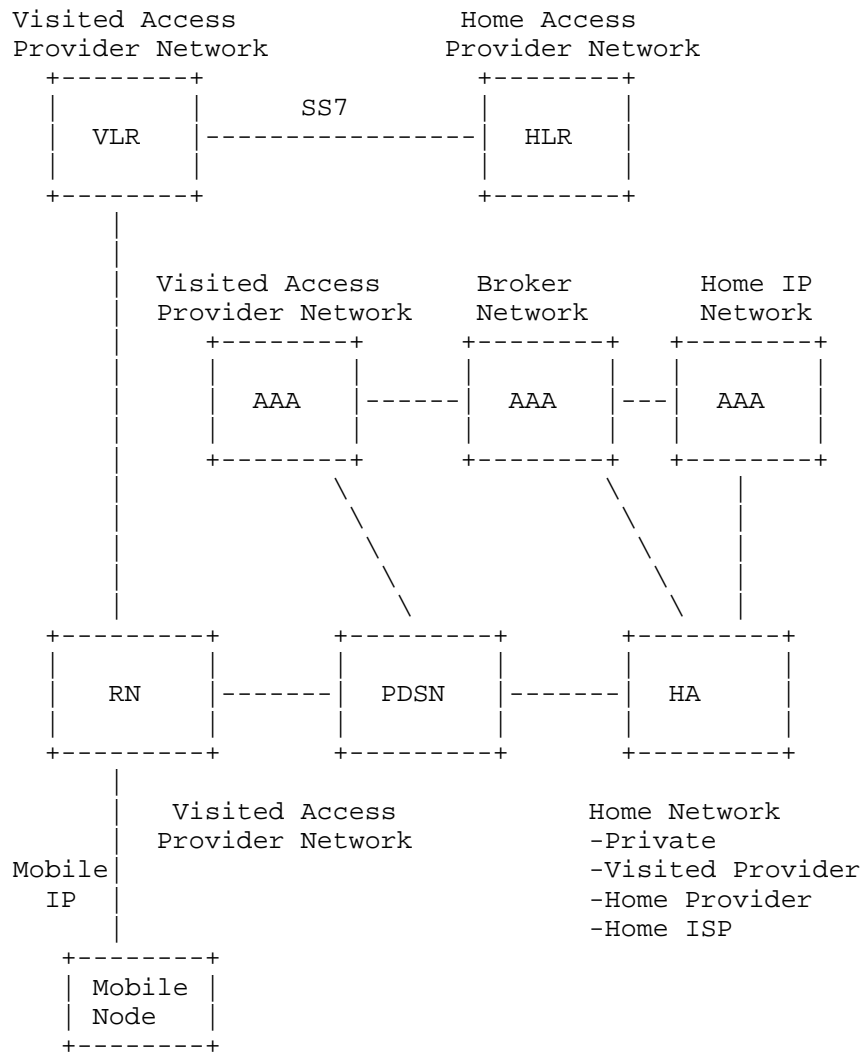 Visited Access Home Access
Provider Network Provider Network
SS7
VLR HLR
Visited Access Broker Home IP
Provider Network Network Network
AAA AAA AAA
RN PDSN HA
Visited Access Home Network
Provider Network -Private
Mobile -Visited Provider
IP -Home Provider
-Home ISP
Mobile
Node